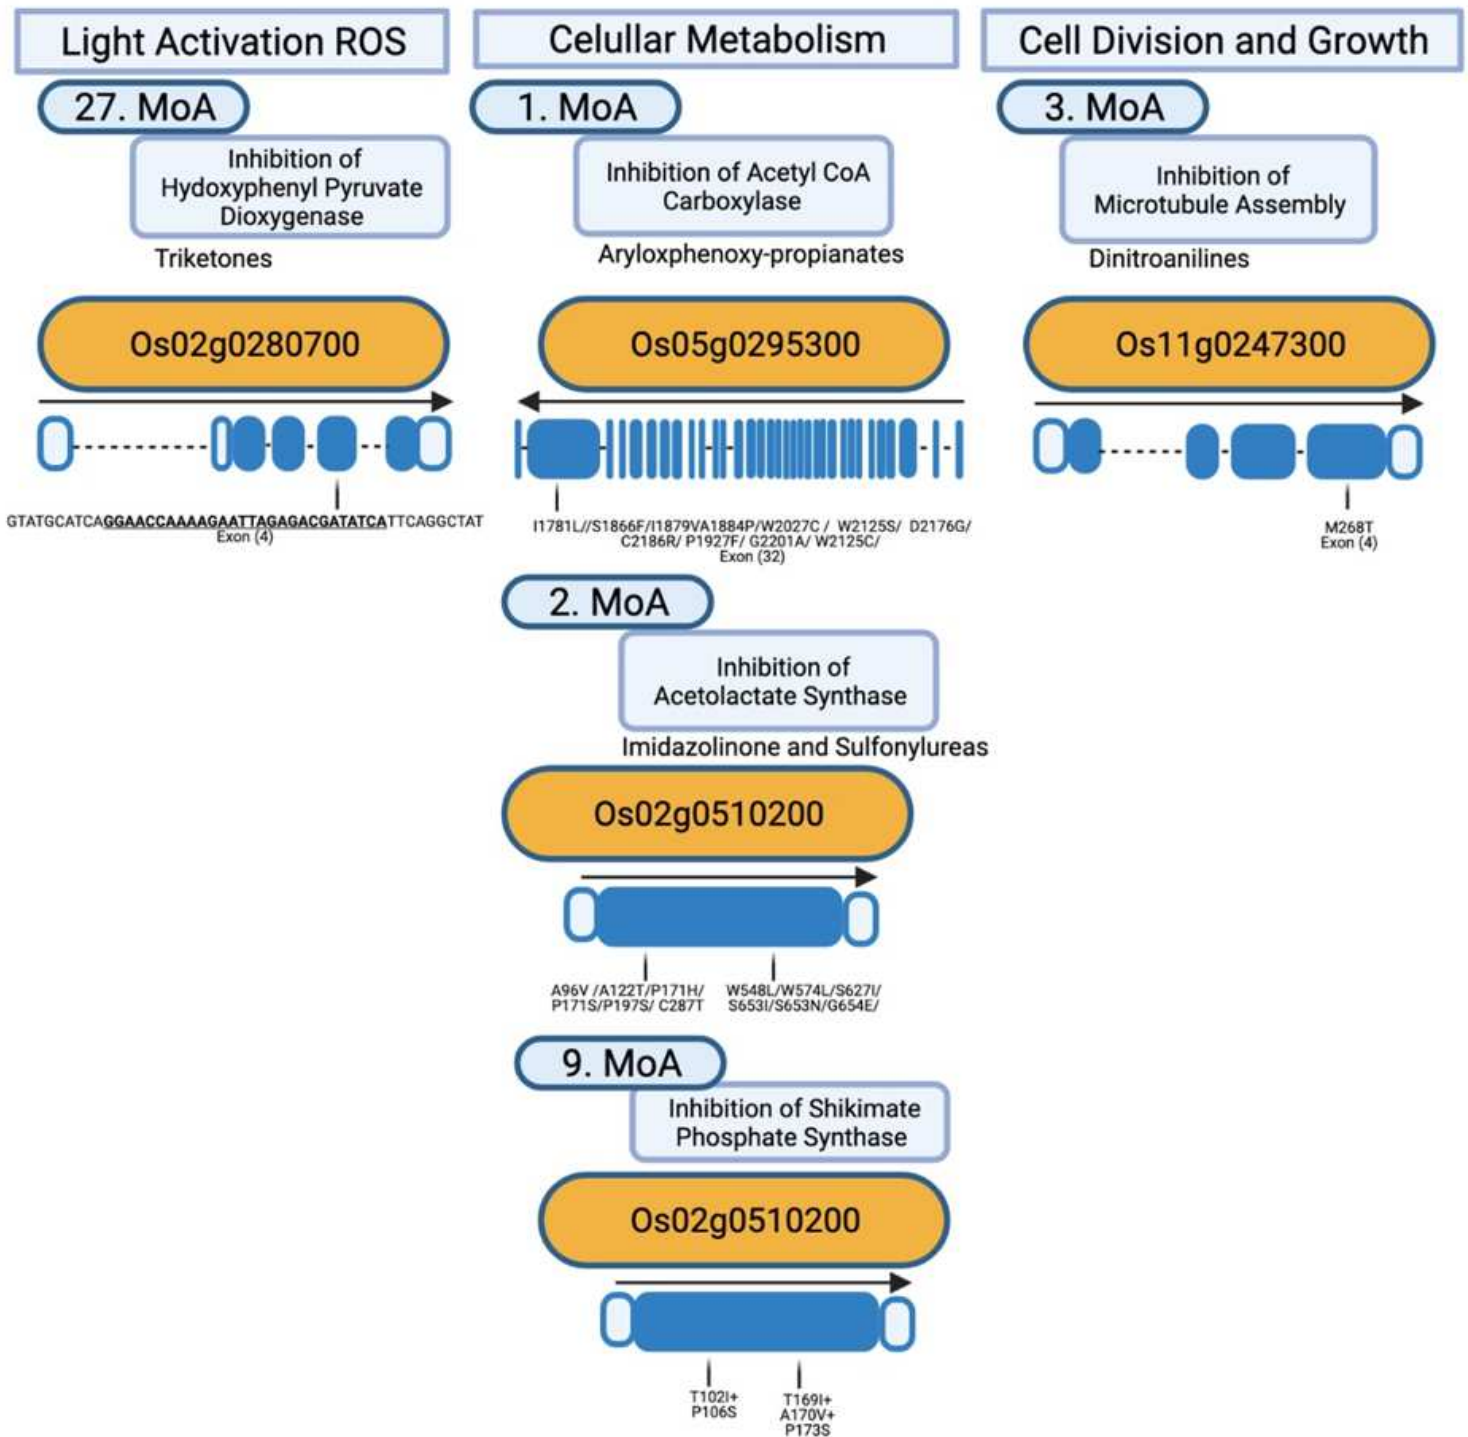 Light Activation ROS
27. MoA
Inhibition of
Hydoxyphenyl Pyruvate
Dioxygenase
Triketones
Os02g0280700
GTATGCATCAGGAACCAAAAGAATTAGAGACGATATCATTCAGGCTAT
Exon (4)
Celullar Metabolism
1. MoA
Inhibition of Acetyl CoA
Carboxylase
Aryloxphenoxy-propianates
Os05g0295300
I1781L//S1866F/I1879VA1884P/W2027C / W2125S/ D2176G/
C2186R/ P1927F/ G2201A/ W2125C/
Exon (32)
2. MoA
Inhibition of
Acetolactate Synthase
Imidazolinone and Sulfonylureas
Os02g0510200
A96V /A122T/P171H/
P171S/P197S/ C287T
W548L/W574L/S627I/
S653I/S653N/G654E/
9. MoA
Inhibition of Shikimate
Phosphate Synthase
Os02g0510200
T102I+
P106S
T169I+
A170V+
P173S
Cell Division and Growth
3. MoA
Inhibition of
Microtubule Assembly
Dinitroanilines
Os11g0247300
M268T
Exon (4)